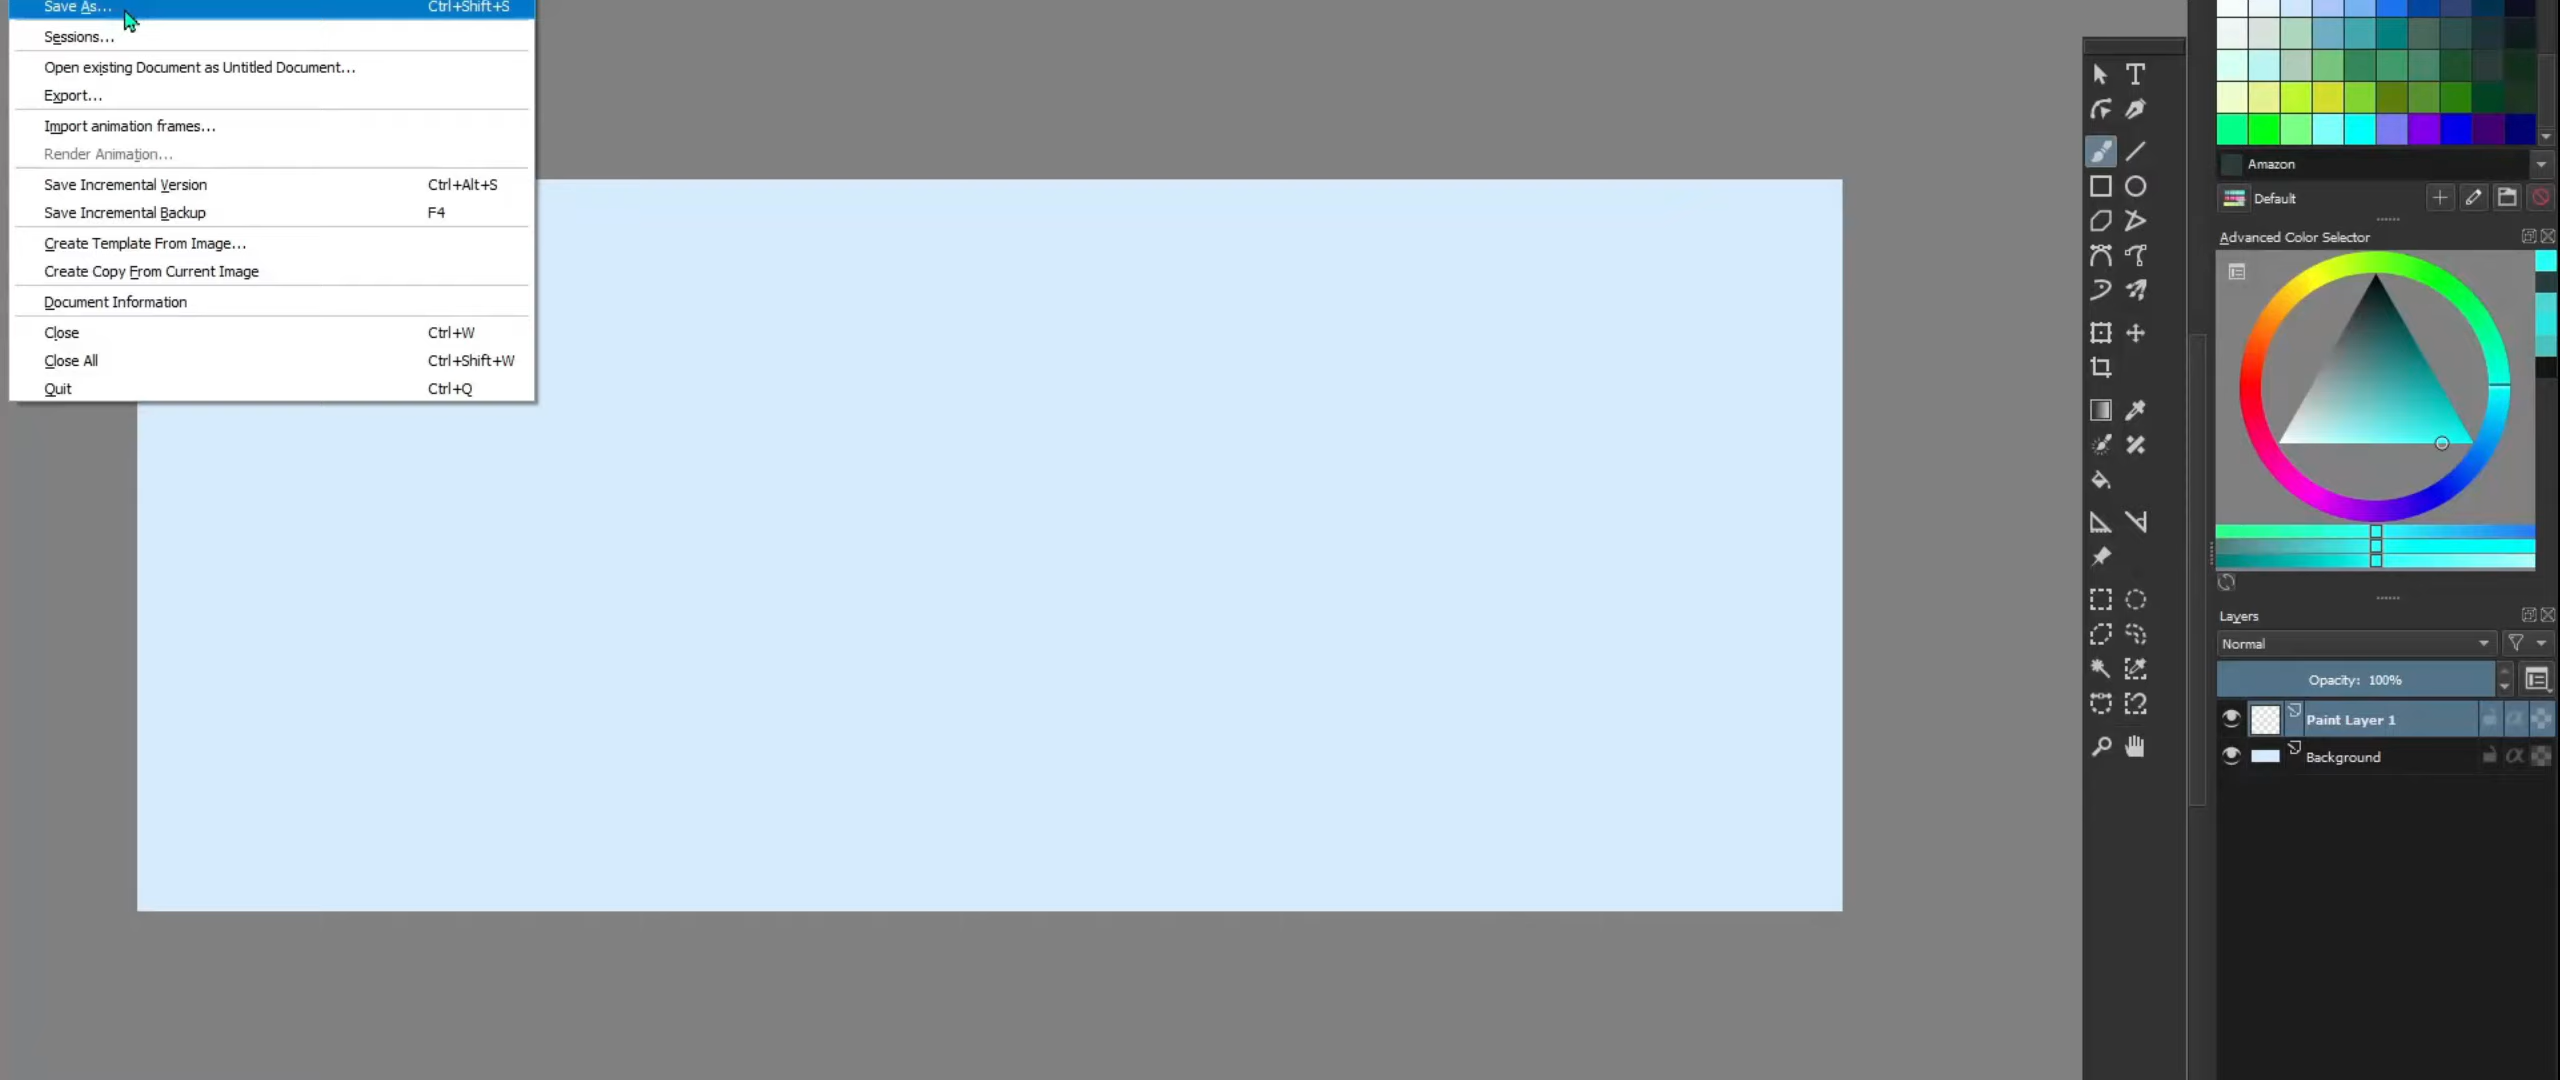 Save As... Ctrl+Shift+S
Sessions...
Open existing Document as Untitled Document...
Export...
Import animation frames...
Render Animation...
Save Incremental Version Ctrl+Alt+S
Save Incremental Backup F4
Create Template From Image...
Create Copy From Current Image
Document Information
Close Ctrl+W
Close All Ctrl+Shift+W
Quit Ctrl+Q
Amazon
Default
Advanced Color Selector
Layers
Normal
Opacity: 100%
Paint Layer 1
Background